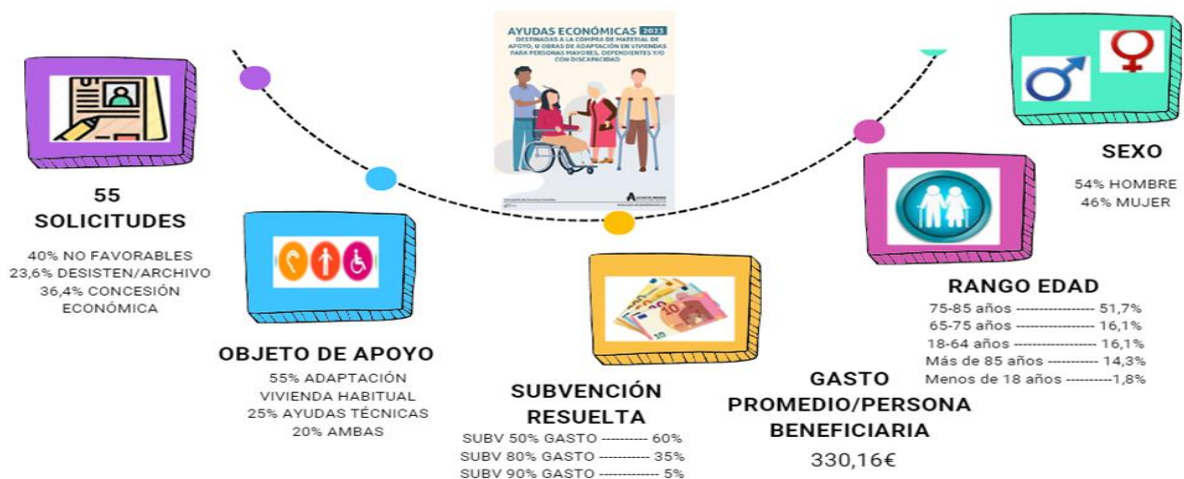 AYUDAS ECONÓMICAS 2023
DESTINADAS A LA COMPRA DE MATERIAL DE
APOYO, U OBRAS DE ADAPTACIÓN EN VIVIENDAS
PARA PERSONAS MAYORES, DEPENDIENTES Y/O
CON DISCAPACIDAD
55
SOLICITUDES
40% NO FAVORABLES
23,6% DESISTEN/ARCHIVO
36,4% CONCESIÓN
ECONÓMICA
OBJETO DE APOYO
55% ADAPTACIÓN
VIVIENDA HABITUAL
25% AYUDAS TÉCNICAS
20% AMBAS
SUBVENCIÓN
RESUELTA
SUBV 50% GASTO ---------- 60%
SUBV 80% GASTO ----------- 35%
SUBV 90% GASTO ------------- 5%
GASTO
PROMEDIO/PERSONA
BENEFICIARIA
330,16€
RANGO EDAD
75-85 años ----------------- 51,7%
65-75 años ----------------- 16,1%
18-64 años ------------------ 16,1%
Más de 85 años ----------- 14,3%
Menos de 18 años ----------1,8%
SEXO
54% HOMBRE
46% MUJER